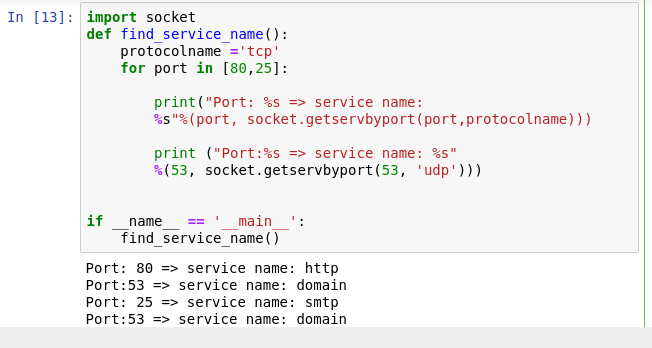 In [13]: import socket
def find_service_name():
protocolname ='tcp'
for port in [80,25]:
print("Port: %s => service name:
%s"%(port, socket.getservbyport(port,protocolname)))
print ("Port:%s => service name: %s"
%(53, socket.getservbyport(53, 'udp')))
if __name__ == '__main__':
find_service_name()
Port: 80 => service name: http
Port:53 => service name: domain
Port: 25 => service name: smtp
Port:53 => service name: domain